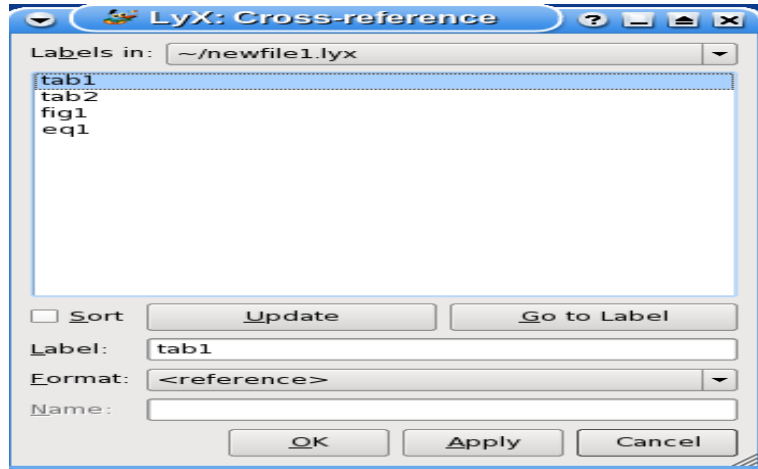 LyX: Cross-reference
Labels in: ~/newfile1.lyx
tab1
tab2
fig1
eq1
Sort Update Go to Label
Label: tab1
Format: <reference>
Name:
OK Apply Cancel